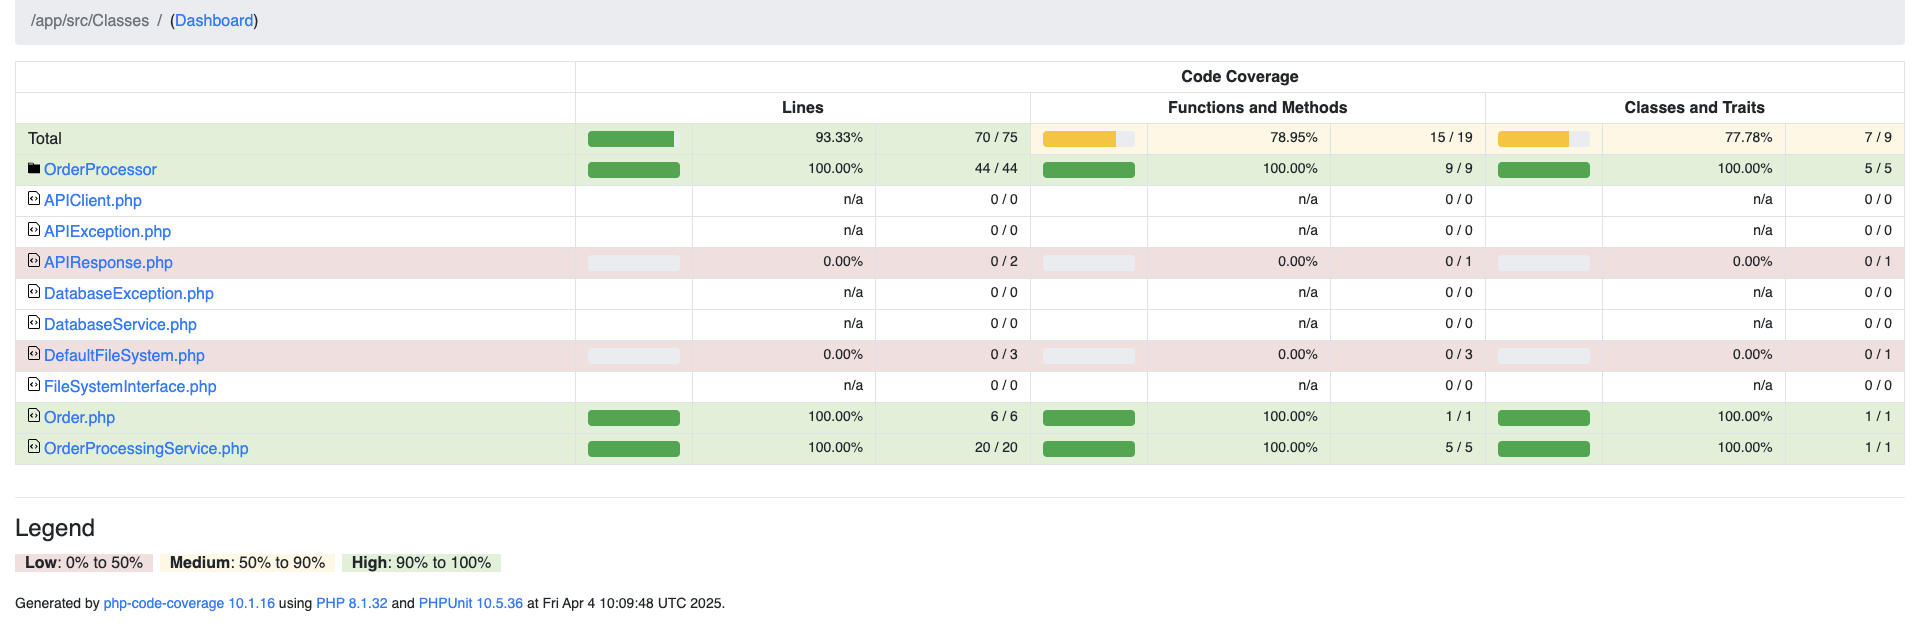 /app/src/Classes / (Dashboard)
Code Coverage
Lines Functions and Methods Classes and Traits
Total 93.33% 70 / 75 78.95% 15 / 19 77.78% 7 / 9
OrderProcessor 100.00% 44 / 44 100.00% 9 / 9 100.00% 5 / 5
APIClient.php n/a 0 / 0 n/a 0 / 0 n/a 0 / 0
APIException.php n/a 0 / 0 n/a 0 / 0 n/a 0 / 0
APIResponse.php 0.00% 0 / 2 0.00% 0 / 1 0.00% 0 / 1
DatabaseException.php n/a 0 / 0 n/a 0 / 0 n/a 0 / 0
DatabaseService.php n/a 0 / 0 n/a 0 / 0 n/a 0 / 0
DefaultFileSystem.php 0.00% 0 / 3 0.00% 0 / 3 0.00% 0 / 1
FileSystemInterface.php n/a 0 / 0 n/a 0 / 0 n/a 0 / 0
Order.php 100.00% 6 / 6 100.00% 1 / 1 100.00% 1 / 1
OrderProcessingService.php 100.00% 20 / 20 100.00% 5 / 5 100.00% 1 / 1
Legend
Low: 0% to 50% Medium: 50% to 90% High: 90% to 100%
Generated by php-code-coverage 10.1.16 using PHP 8.1.32 and PHPUnit 10.5.36 at Fri Apr 4 10:09:48 UTC 2025.